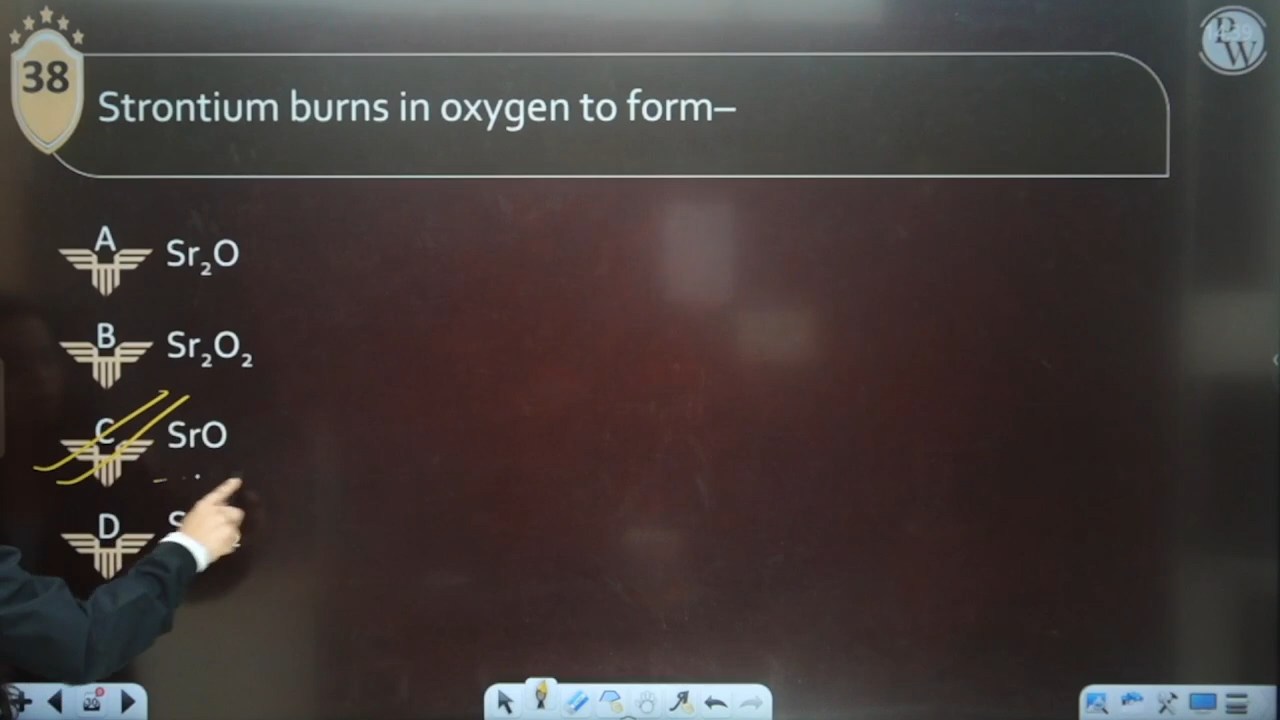 38
Strontium burns in oxygen to form–
A Sr₂O
B Sr₂O₂
C SrO
D
PW